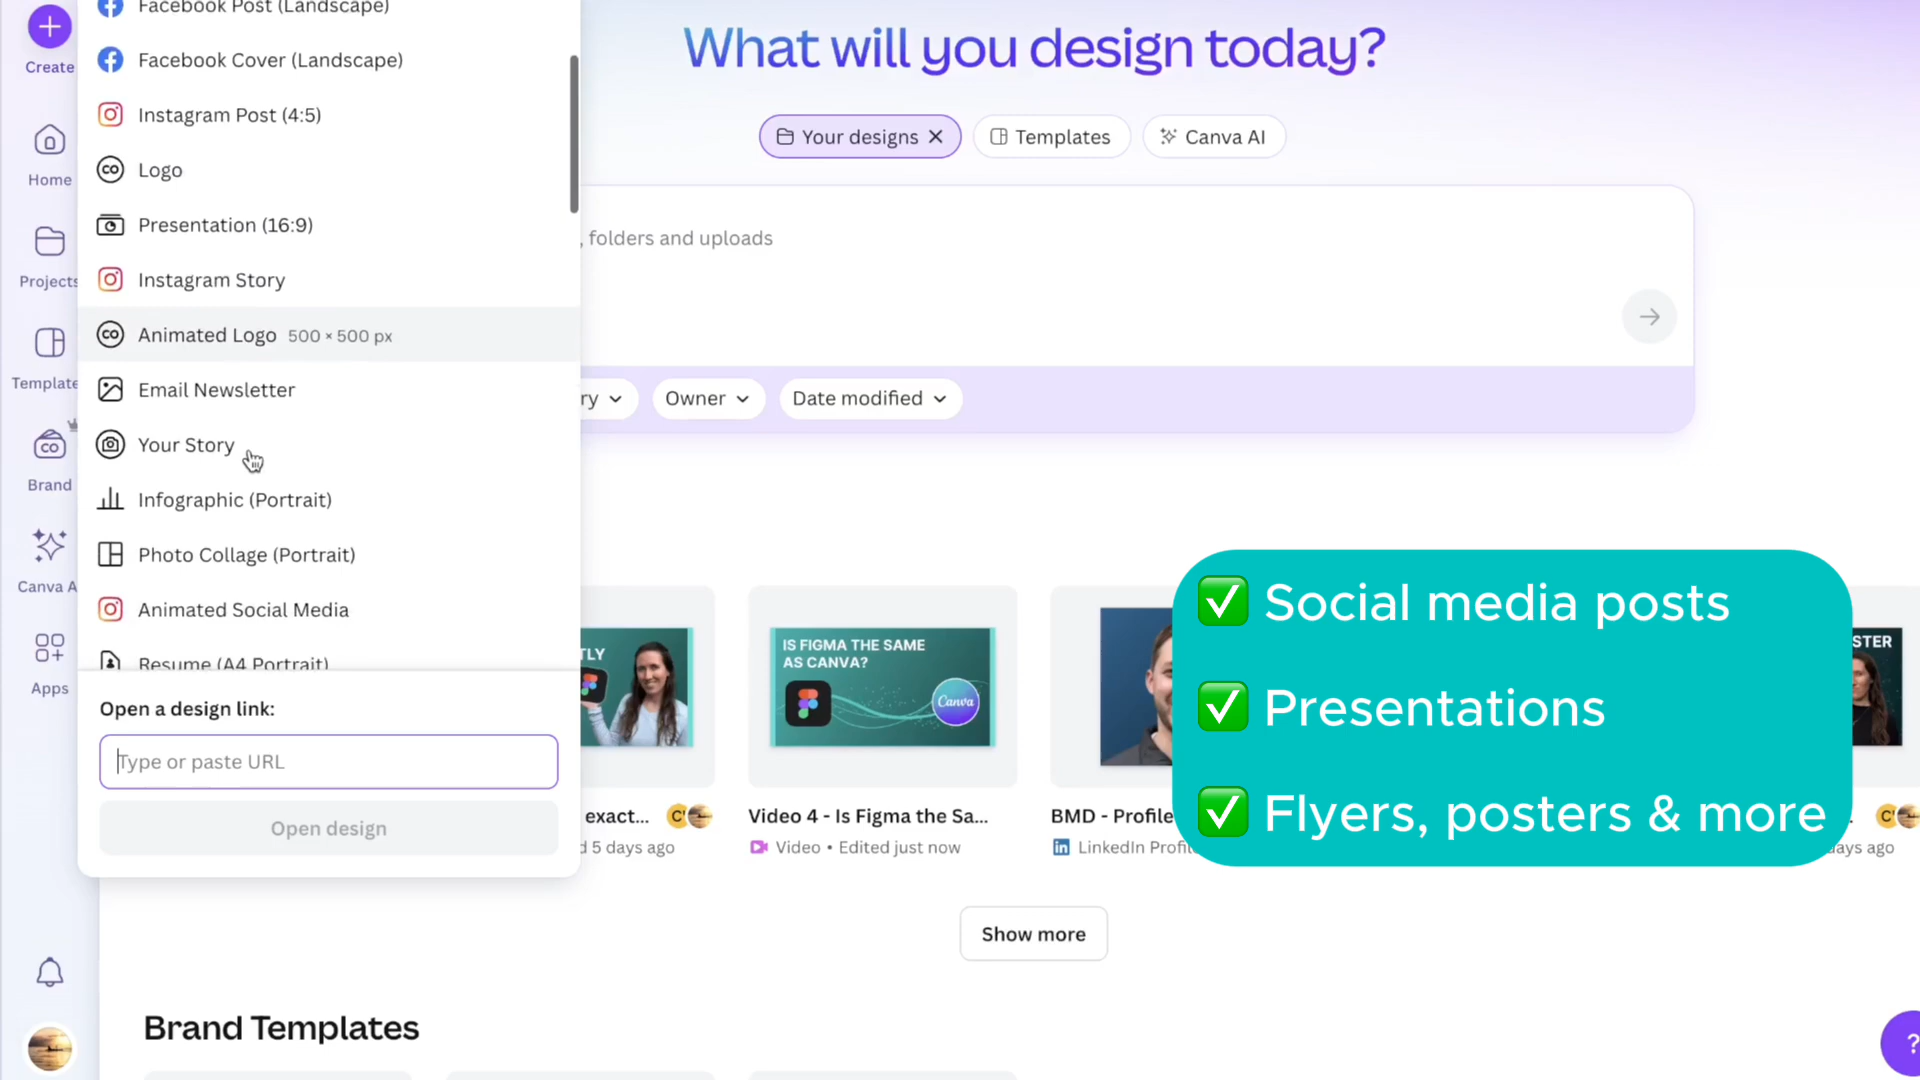 Create
Home
Projects
Template
Brand
Canva A
Apps
Facebook Post (Landscape)
Facebook Cover (Landscape)
Instagram Post (4:5)
Logo
Presentation (16:9)
Instagram Story
Animated Logo 500 × 500 px
Email Newsletter
Your Story
Infographic (Portrait)
Photo Collage (Portrait)
Animated Social Media
Resume (A4 Portrait)
Open a design link:
Type or paste URL
Open design
What will you design today?
Your designs
Templates
Canva AI
, folders and uploads
ry
Owner
Date modified
TLY
IS FIGMA THE SAME
AS CANVA?
Canva
STER
exact...
d 5 days ago
Video 4 - Is Figma the Sa...
Video • Edited just now
BMD - Profile
LinkedIn Profil
ays ago
✅ Social media posts
✅ Presentations
✅ Flyers, posters & more
Show more
Brand Templates
?